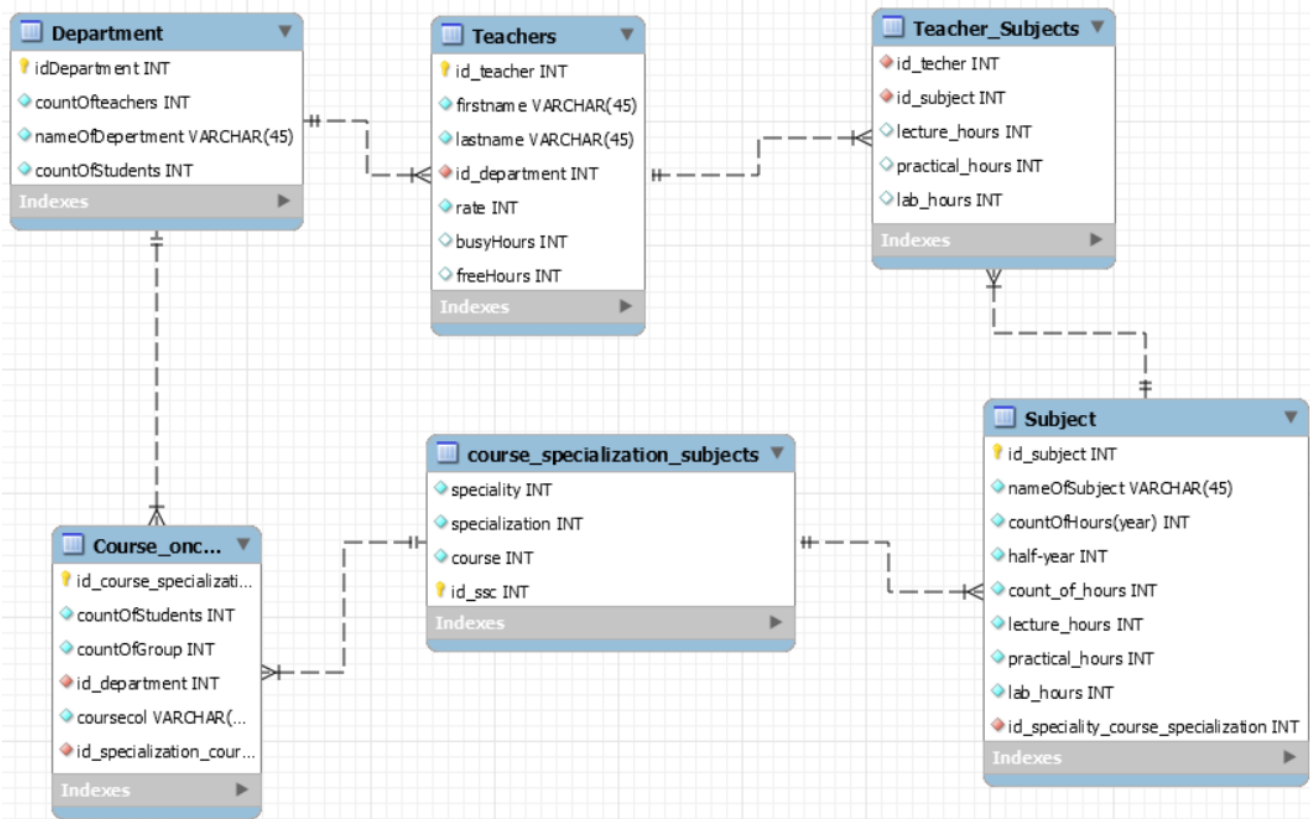 Department
idDepartment INT
countOfteachers INT
nameOfDepertment VARCHAR(45)
countOfStudents INT
Indexes
Teachers
id_teacher INT
firstname VARCHAR(45)
lastname VARCHAR(45)
id_department INT
rate INT
busyHours INT
freeHours INT
Indexes
Teacher_Subjects
id_techer INT
id_subject INT
lecture_hours INT
practical_hours INT
lab_hours INT
Indexes
Course_onc...
id_course_specializati...
countOfStudents INT
countOfGroup INT
id_department INT
coursecol VARCHAR(...
id_specialization_cour...
Indexes
course_specialization_subjects
speciality INT
specialization INT
course INT
id_ssc INT
Indexes
Subject
id_subject INT
nameOfSubject VARCHAR(45)
countOfHours(year) INT
half-year INT
count_of_hours INT
lecture_hours INT
practical_hours INT
lab_hours INT
id_speciality_course_specialization INT
Indexes